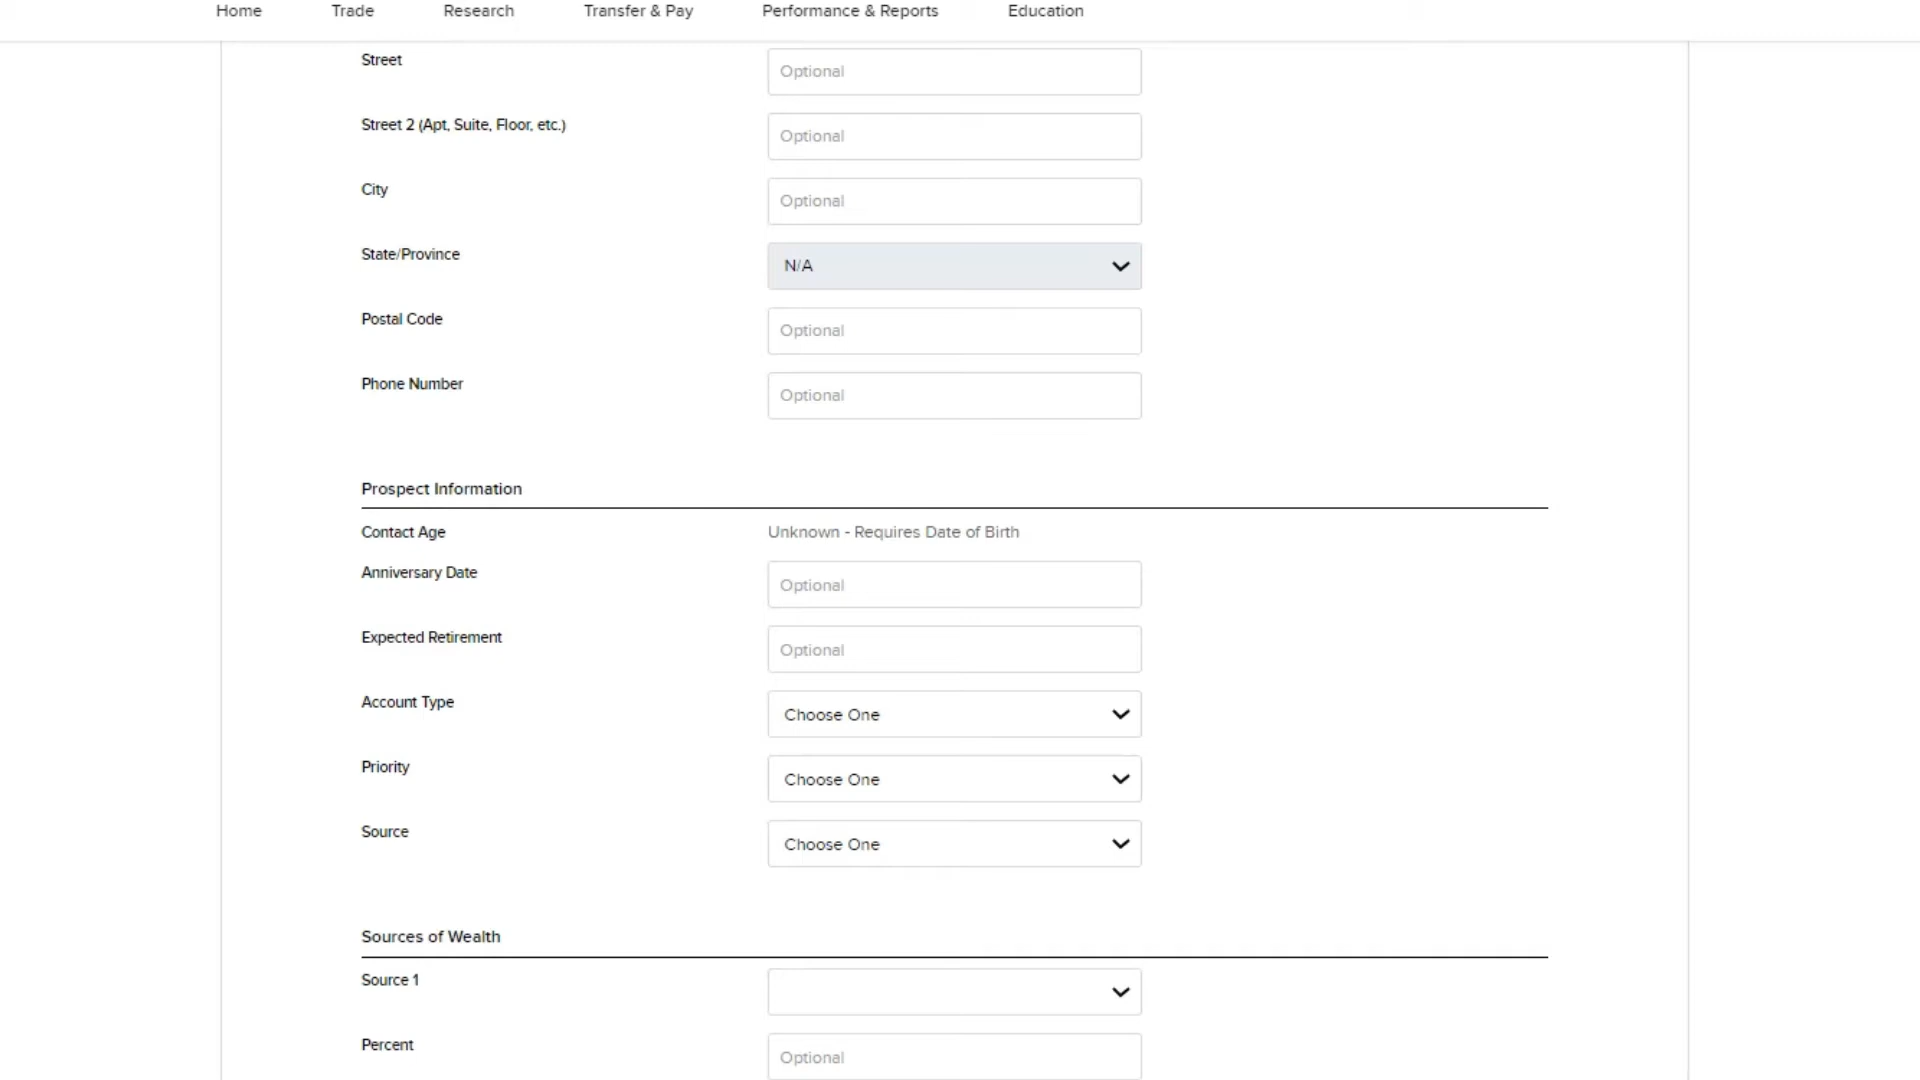 Home Trade Research Transfer & Pay Performance & Reports Education
Street Optional
Street 2 (Apt, Suite, Floor, etc.) Optional
City Optional
State/Province N/A
Postal Code Optional
Phone Number Optional
Prospect Information
Contact Age Unknown - Requires Date of Birth
Anniversary Date Optional
Expected Retirement Optional
Account Type Choose One
Priority Choose One
Source Choose One
Sources of Wealth
Source 1
Percent Optional